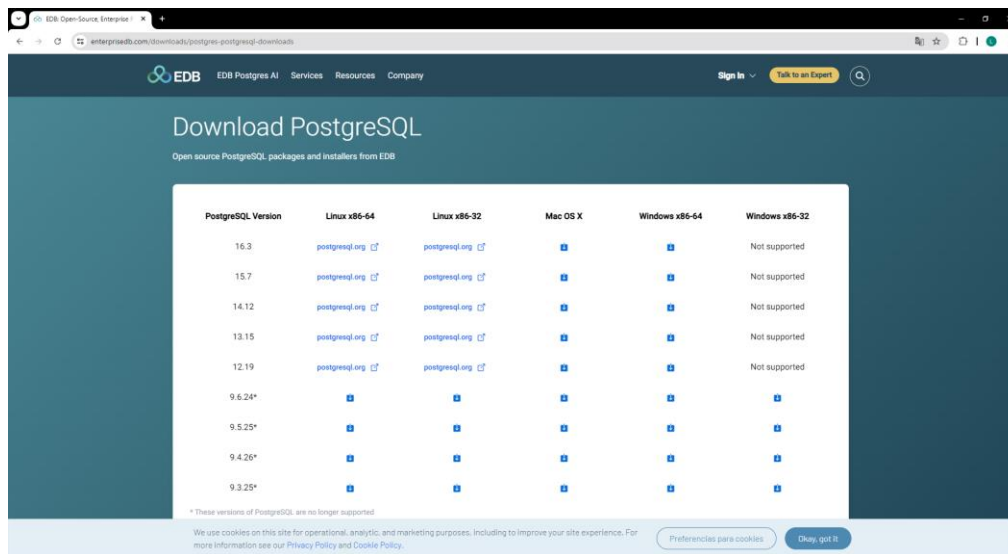 EDB: Open-Source, Enterprise
enterprisedb.com/downloads/postgres-postgresql-downloads
EDB EDB Postgres AI Services Resources Company Sign In Talk to an Expert
Download PostgreSQL
Open source PostgreSQL packages and installers from EDB
PostgreSQL Version Linux x86-64 Linux x86-32 Mac OS X Windows x86-64 Windows x86-32
16.3 postgresql.org postgresql.org Not supported
15.7 postgresql.org postgresql.org Not supported
14.12 postgresql.org postgresql.org Not supported
13.15 postgresql.org postgresql.org Not supported
12.19 postgresql.org postgresql.org Not supported
9.6.24*
9.5.25*
9.4.26*
9.3.25*
* These versions of PostgreSQL are no longer supported
We use cookies on this site for operational, analytic, and marketing purposes, including to improve your site experience. For
more information see our Privacy Policy and Cookie Policy.
Preferencias para cookies Okay, got it